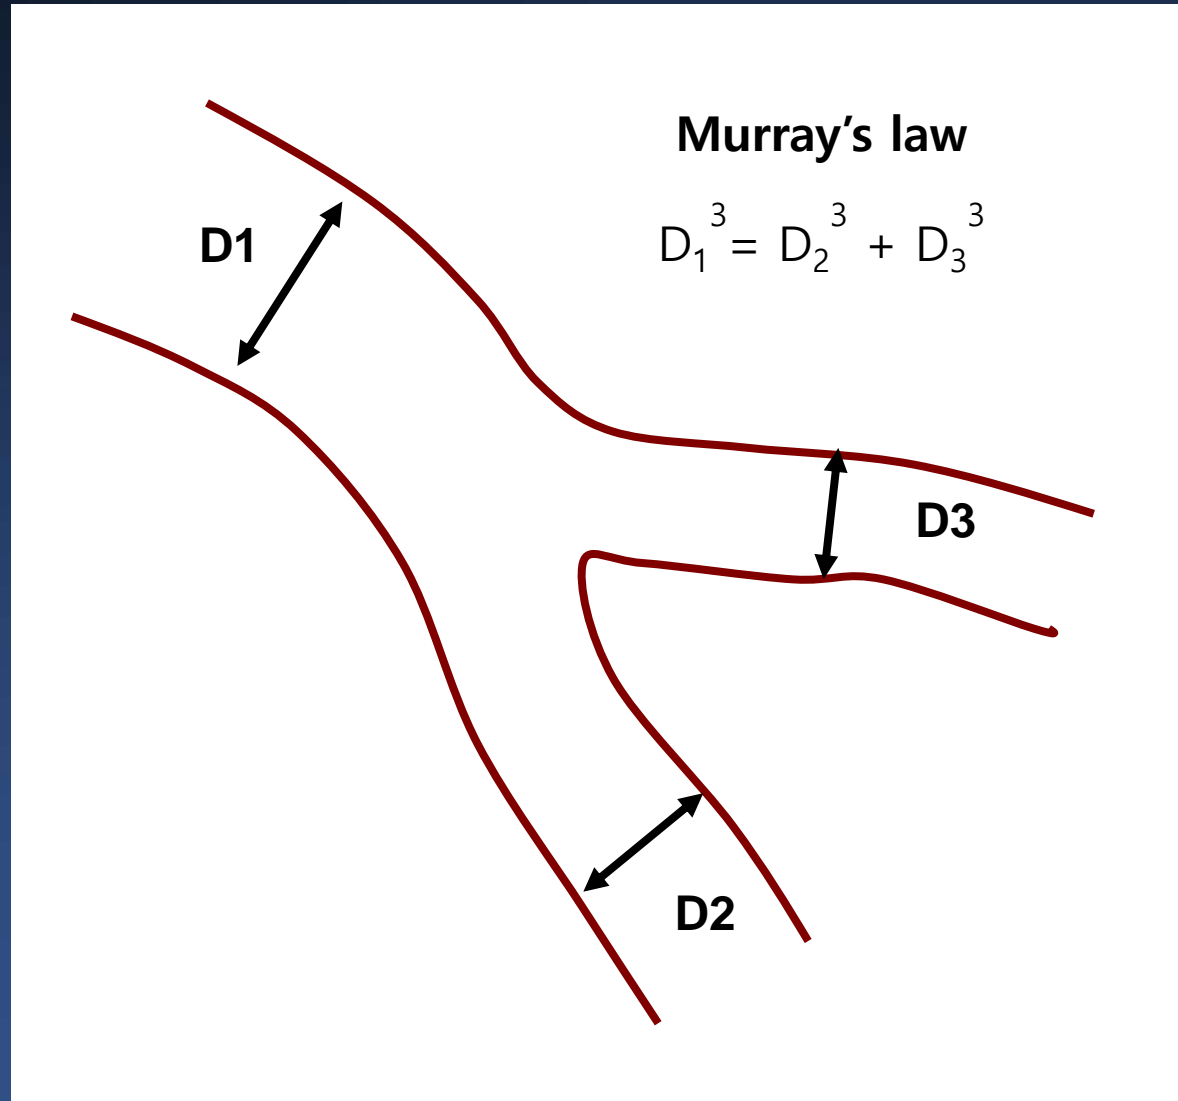 Murray’s law
D₁³ = D₂³ + D₃³
D1
D3
D2